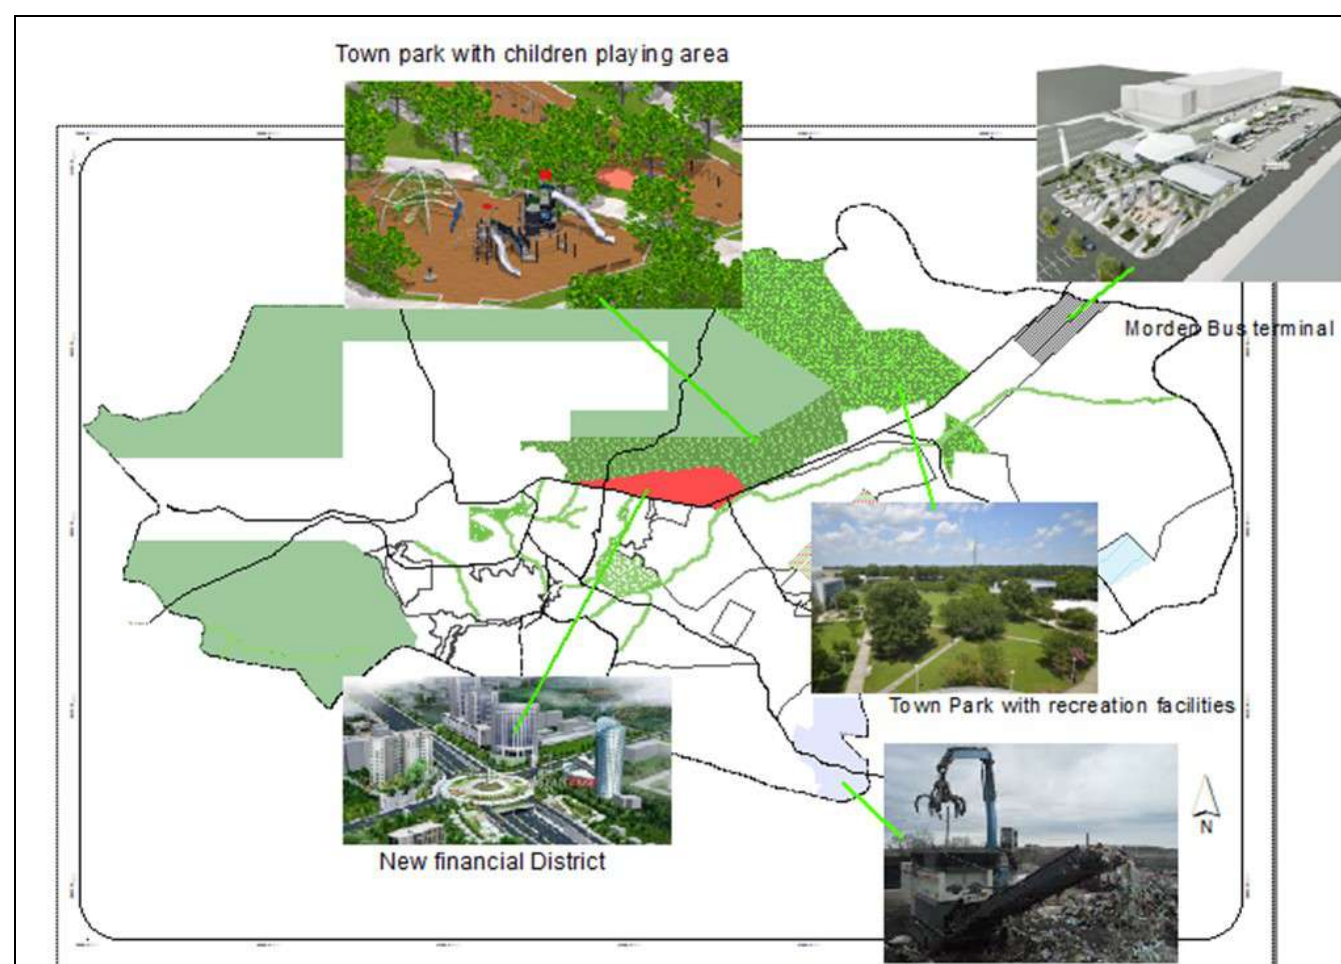 Town park with children playing area
Morden Bus terminal
Town Park with recreation facilities
N
New financial District